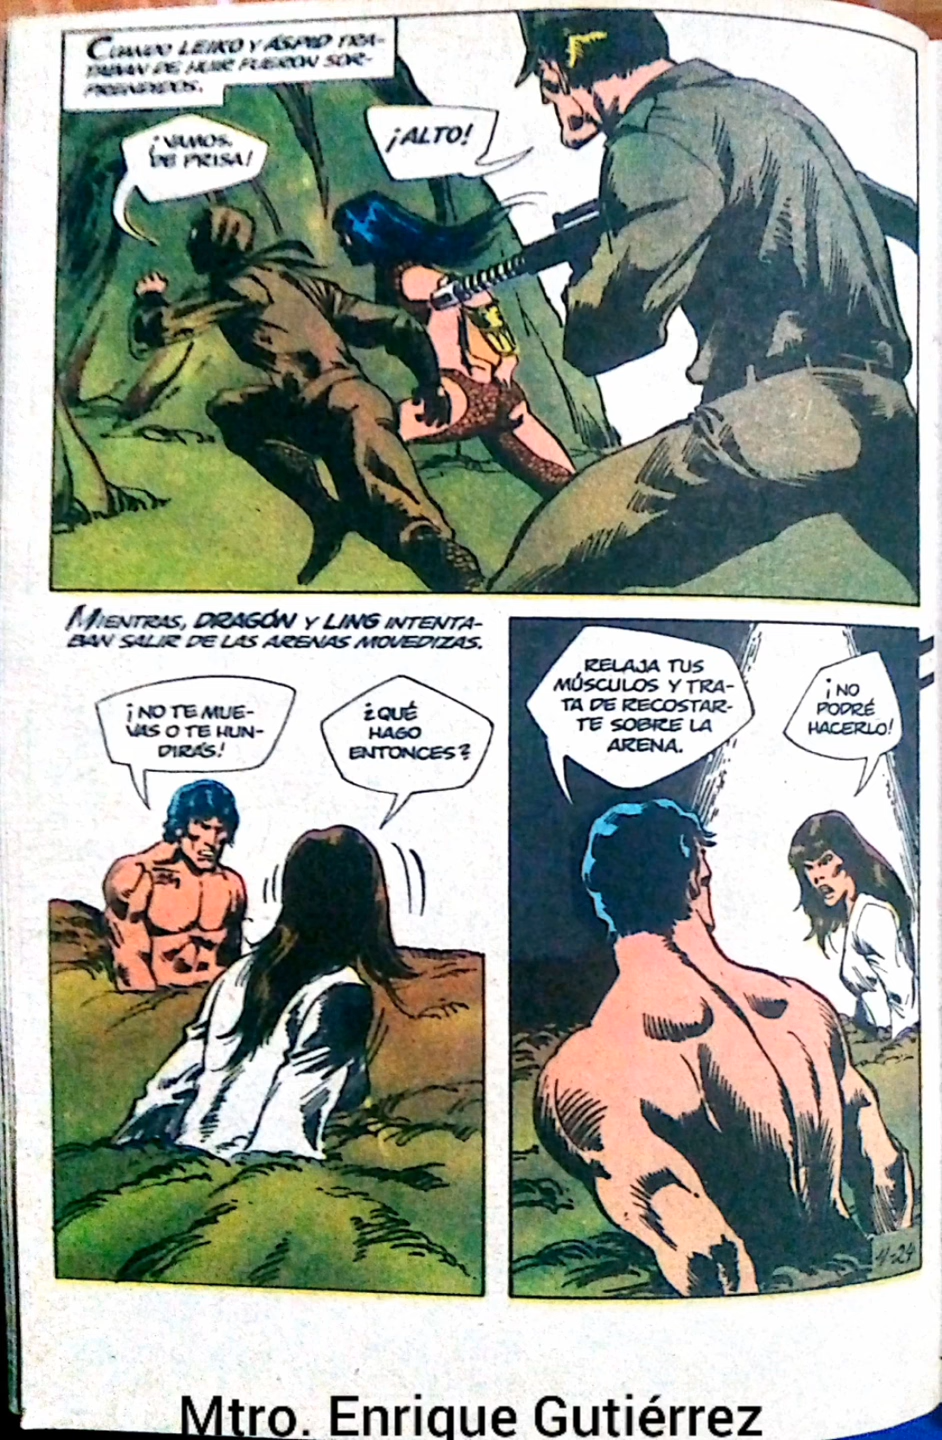 CUANDO LEIKO Y ÁSPID TRA-
TABAN DE HUIR FUERON SOR-
PRENDIDOS.
¡VAMOS,
DE PRISA!
¡ALTO!
MIENTRAS, DRAGÓN Y LING INTENTA-
BAN SALIR DE LAS ARENAS MOVEDIZAS.
¡NO TE MUE-
VAS O TE HUN-
DIRÁS!
¿QUÉ
HAGO
ENTONCES?
RELAJA TUS
MÚSCULOS Y TRA-
TA DE RECOSTAR-
TE SOBRE LA
ARENA.
¡NO
PODRÉ
HACERLO!
4-24
Mtro. Enrique Gutiérrez